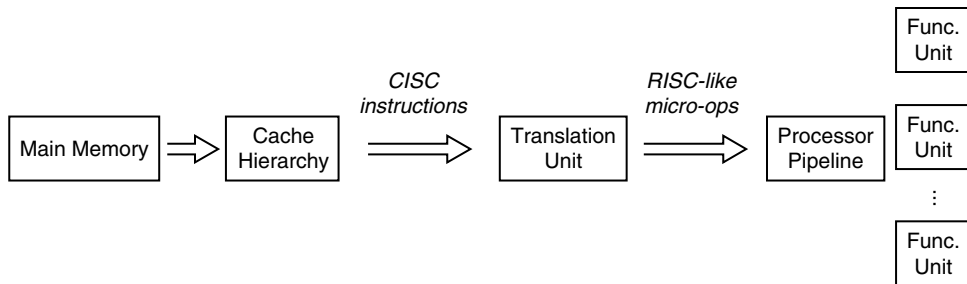 Func.
Unit
CISC
instructions
RISC-like
micro-ops
Main Memory
Cache
Hierarchy
Translation
Unit
Processor
Pipeline
Func.
Unit
...
Func.
Unit